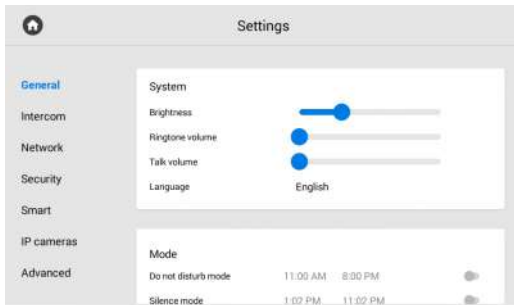 Settings
General
Intercom
Network
Security
Smart
IP cameras
Advanced
System
Brightness
Ringtone volume
Talk volume
Language English
Mode
Do not disturb mode 11:00 AM 8:00 PM
Silence mode 1:02 PM 11:02 PM